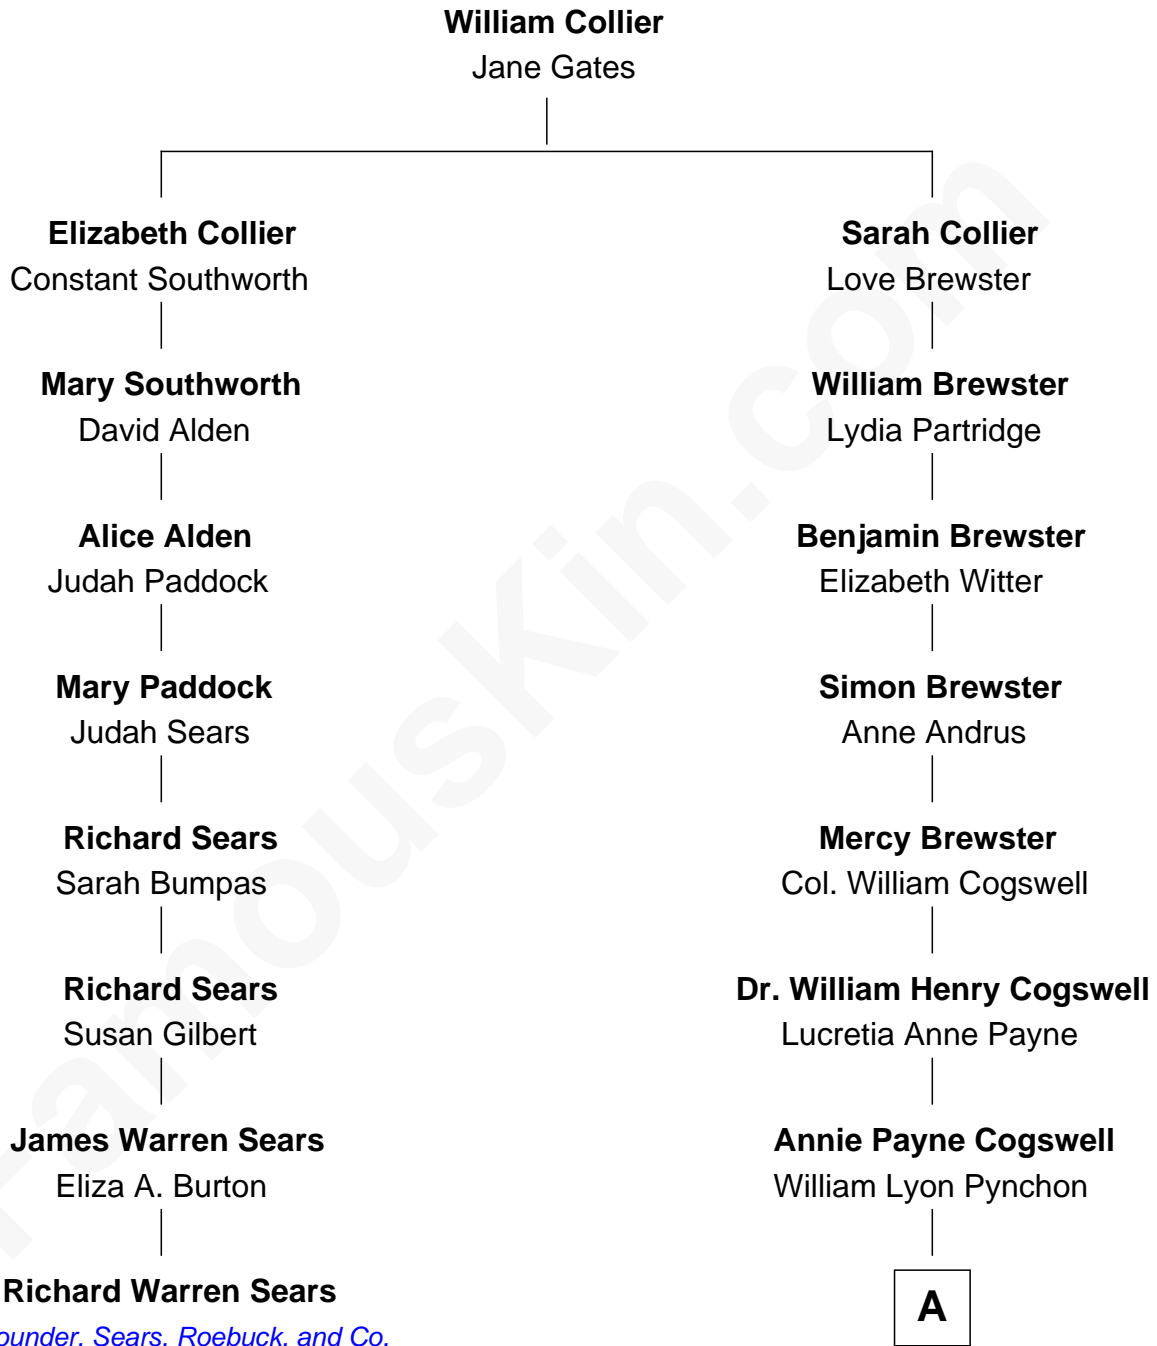 William Collier
Jane Gates
Elizabeth Collier
Constant Southworth
Mary Southworth
David Alden
Alice Alden
Judah Paddock
Mary Paddock
Judah Sears
Richard Sears
Sarah Bumpas
Richard Sears
Susan Gilbert
James Warren Sears
Eliza A. Burton
Richard Warren Sears
ounder, Sears, Roebuck, and Co.
Sarah Collier
Love Brewster
William Brewster
Lydia Partridge
Benjamin Brewster
Elizabeth Witter
Simon Brewster
Anne Andrus
Mercy Brewster
Col. William Cogswell
Dr. William Henry Cogswell
Lucretia Anne Payne
Annie Payne Cogswell
William Lyon Pynchon
A
FamousKin.com